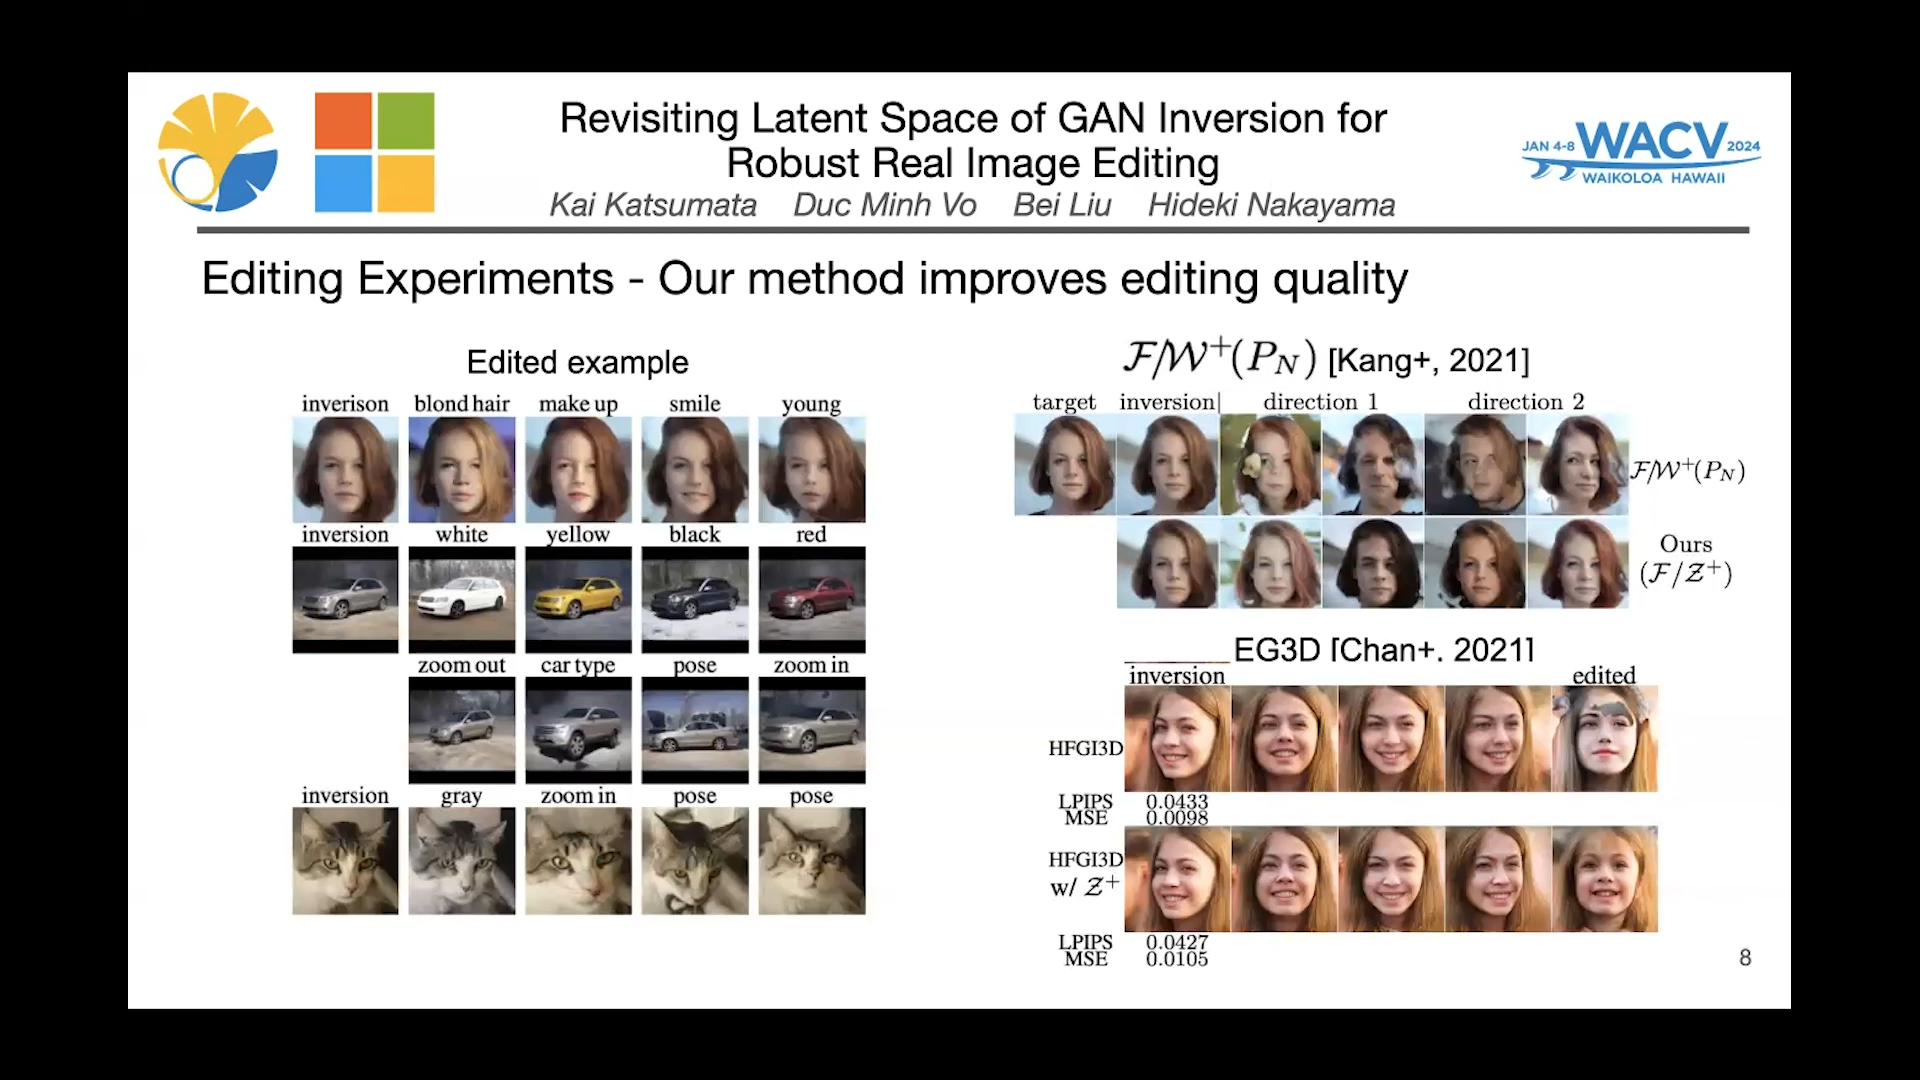 Revisiting Latent Space of GAN Inversion for
Robust Real Image Editing
Kai Katsumata Duc Minh Vo Bei Liu Hideki Nakayama
JAN 4-8 WACV 2024
WAIKOLOA HAWAII
Editing Experiments - Our method improves editing quality
Edited example
inverison blond hair make up smile young
inversion white yellow black red
zoom out car type pose zoom in
inversion gray zoom in pose pose
F/W+(P_N) [Kang+, 2021]
target inversion| direction 1 direction 2
F/W+(P_N)
Ours
(F/Z+)
EG3D [Chan+. 2021]
inversion edited
HFGI3D
LPIPS 0.0433
MSE 0.0098
HFGI3D
w/ Z+
LPIPS 0.0427
MSE 0.0105
8